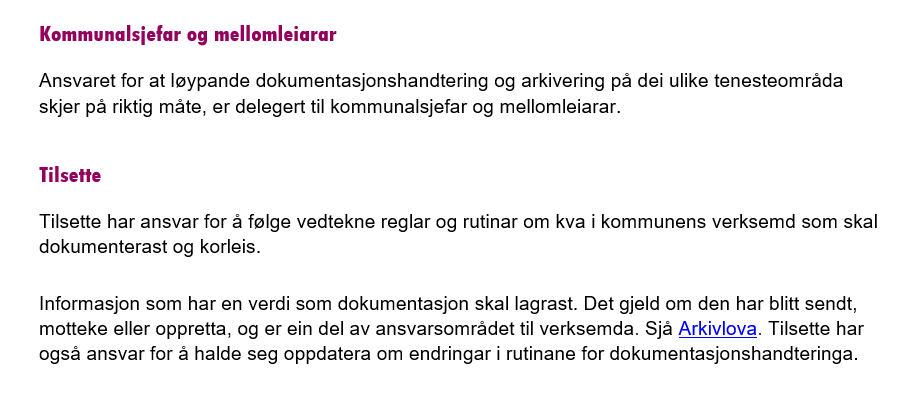 Kommunalsjefar og mellomleiarar
Ansvaret for at løypande dokumentasjonshandtering og arkivering på dei ulike tenesteområda
skjer på riktig måte, er delegert til kommunalsjefar og mellomleiarar.
Tilsette
Tilsette har ansvar for å følge vedtekne reglar og rutinar om kva i kommunens verksemd som skal
dokumenterast og korleis.
Informasjon som har en verdi som dokumentasjon skal lagrast. Det gjeld om den har blitt sendt,
motteke eller oppretta, og er ein del av ansvarsområdet til verksemda. Sjå Arkivlova. Tilsette har
også ansvar for å halde seg oppdatera om endringar i rutinane for dokumentasjonshandteringa.